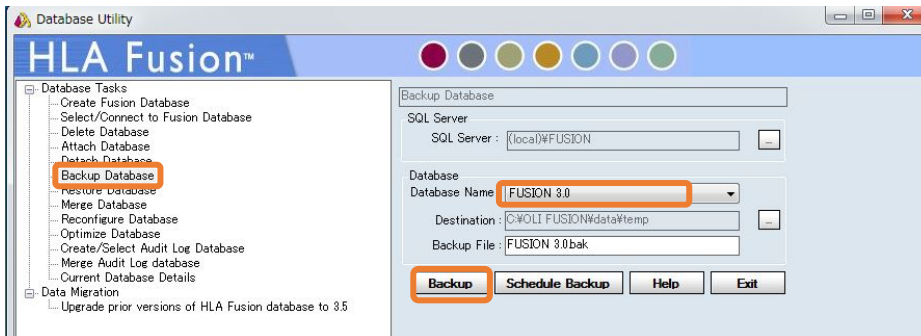 Database Utility
HLA Fusion™
Database Tasks
Create Fusion Database
Select/Connect to Fusion Database
Delete Database
Attach Database
Detach Database
Backup Database
Restore Database
Merge Database
Reconfigure Database
Optimize Database
Create/Select Audit Log Database
Merge Audit Log database
Current Database Details
Data Migration
Upgrade prior versions of HLA Fusion database to 3.5
Backup Database
SQL Server
SQL Server : (local)¥FUSION ...
Database
Database Name FUSION 3.0
Destination : C:¥OLI FUSION¥data¥temp ...
Backup File : FUSION 3.0.bak
Backup Schedule Backup Help Exit